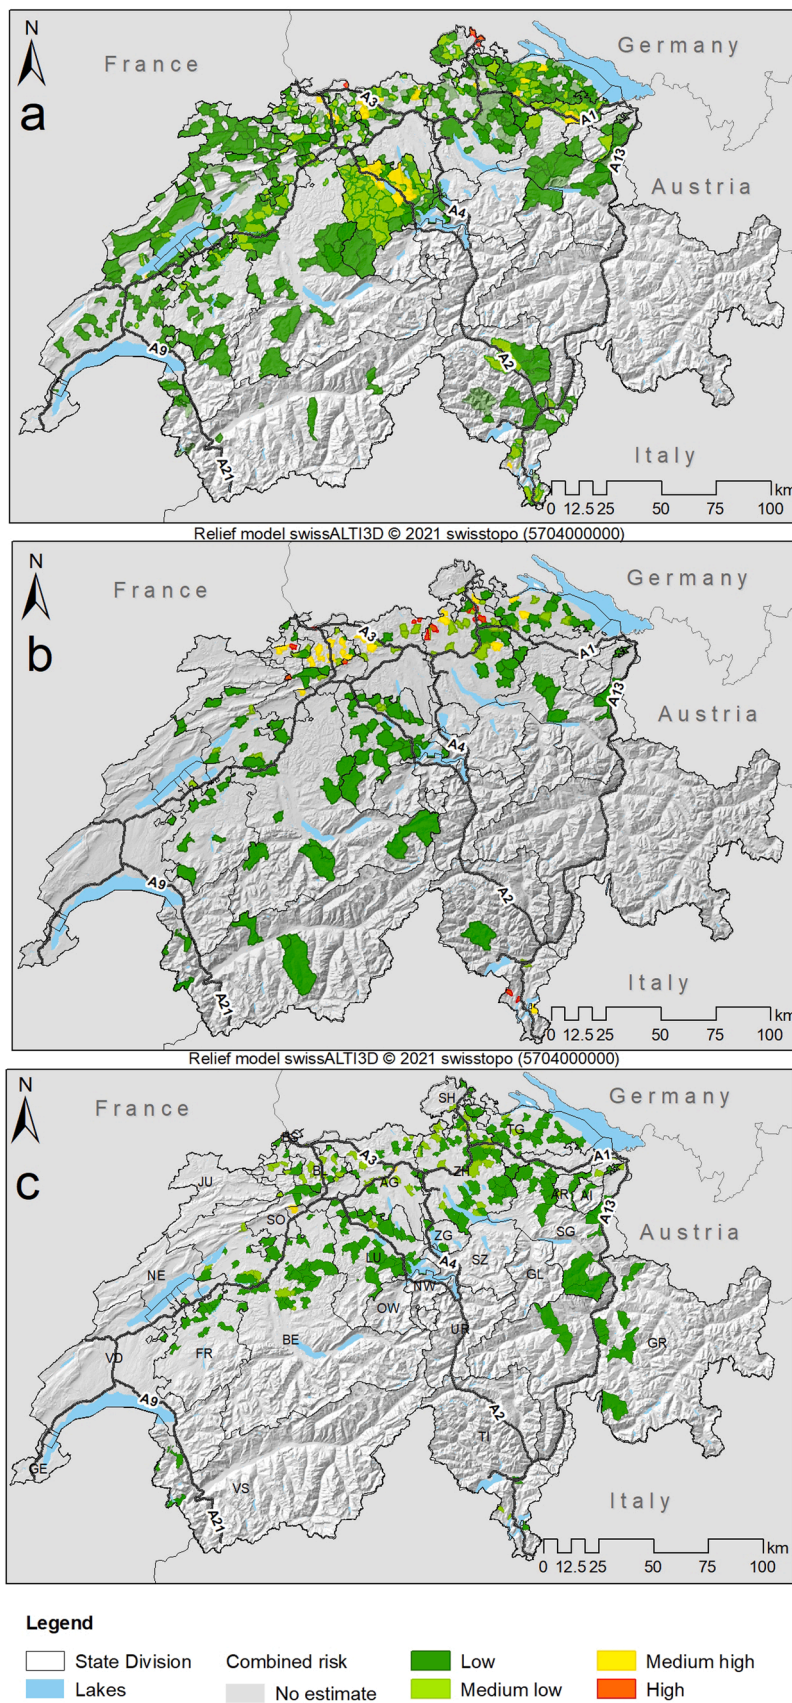 N
France
Germany
a
A3
A1
A13
Austria
A4
A9
A2
A21
Italy
km
0 12.5 25 50 75 100
Relief model swissALTI3D © 2021 swisstopo (5704000000)
N
France
Germany
b
A3
A1
A13
Austria
A4
A9
A2
A21
Italy
km
0 12.5 25 50 75 100
Relief model swissALTI3D © 2021 swisstopo (5704000000)
N
France
Germany
c
SH
BS
TG
A1
A3
BL
ZH
JU
AG
AR
AI
A13
SO
SG
Austria
ZG
NE
LU
A4
SZ
GL
NW
OW
UR
BE
GR
VD
FR
A9
A2
TI
GE
VS
A21
Italy
km
0 12.5 25 50 75 100
Legend
State Division
Combined risk
Low
Medium high
Lakes
No estimate
Medium low
High